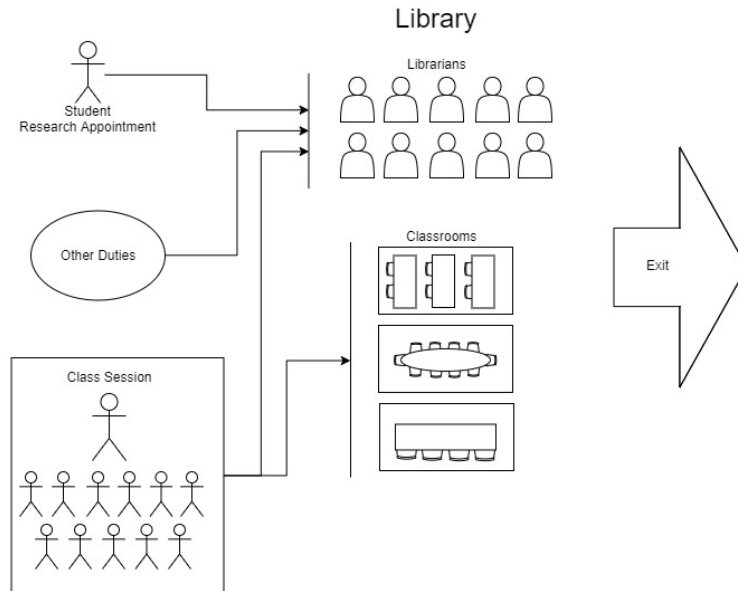 Library
Librarians
Student
Research Appointment
Other Duties
Classrooms
Exit
Class Session